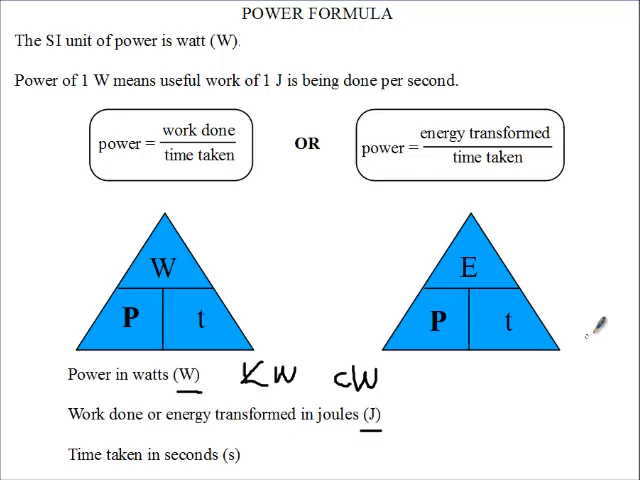 POWER FORMULA
The SI unit of power is watt (W).
Power of 1 W means useful work of 1 J is being done per second.
power = work done / time taken
OR
power = energy transformed / time taken
W
P t
E
P t
Power in watts (W) KW cW
Work done or energy transformed in joules (J)
Time taken in seconds (s)